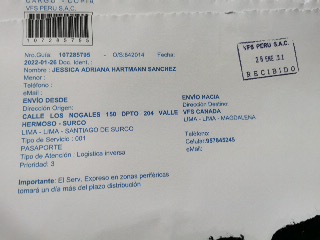 CARGO - COPIA
VFS PERU S.A.C.
107285795
Nro.Guia: 107285795 - O/S:842014 Fecha:
2022-01-26 Doc. Ident.:
Nombre : JESSICA ADRIANA HARTMANN SANCHEZ
Teléfono :
eMail :
ENVÍO DESDE
Dirección Origen:
CALLE LOS NOGALES 150 DPTO 204 VALLE
HERMOSO - SURCO
LIMA - LIMA - SANTIAGO DE SURCO
Tipo de Servicio : 001
PASAPORTE
Tipo de Atención : Logistica inversa
Prioridad: 3
ENVÍO HACIA
Dirección Destino:
VFS CANADA
LIMA - LIMA - MAGDALENA
Teléfono:
Celular:987645245
eMail:
VFS PERU S.A.C.
RECIBIDO
Importante: El Serv. Expreso en zonas periféricas
tomará un día más del plazo distribución